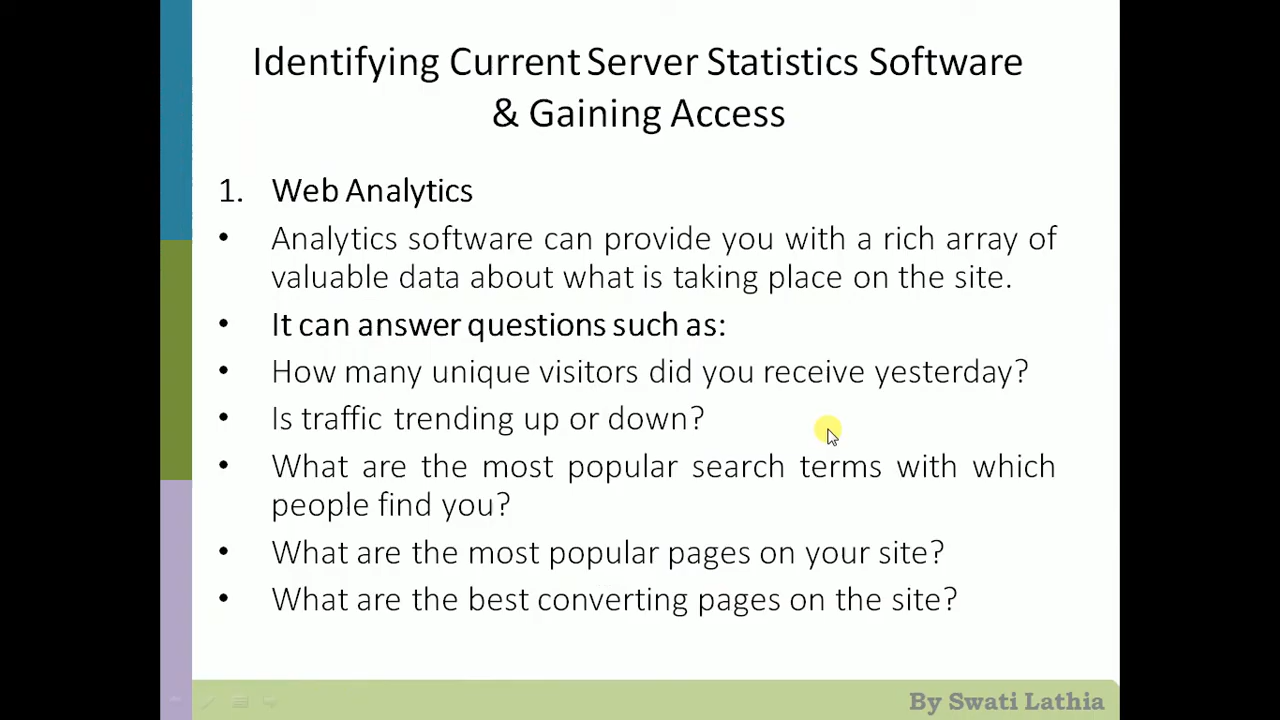 Identifying Current Server Statistics Software
& Gaining Access
1. Web Analytics
• Analytics software can provide you with a rich array of
valuable data about what is taking place on the site.
• It can answer questions such as:
• How many unique visitors did you receive yesterday?
• Is traffic trending up or down?
• What are the most popular search terms with which
people find you?
• What are the most popular pages on your site?
• What are the best converting pages on the site?
By Swati Lathia